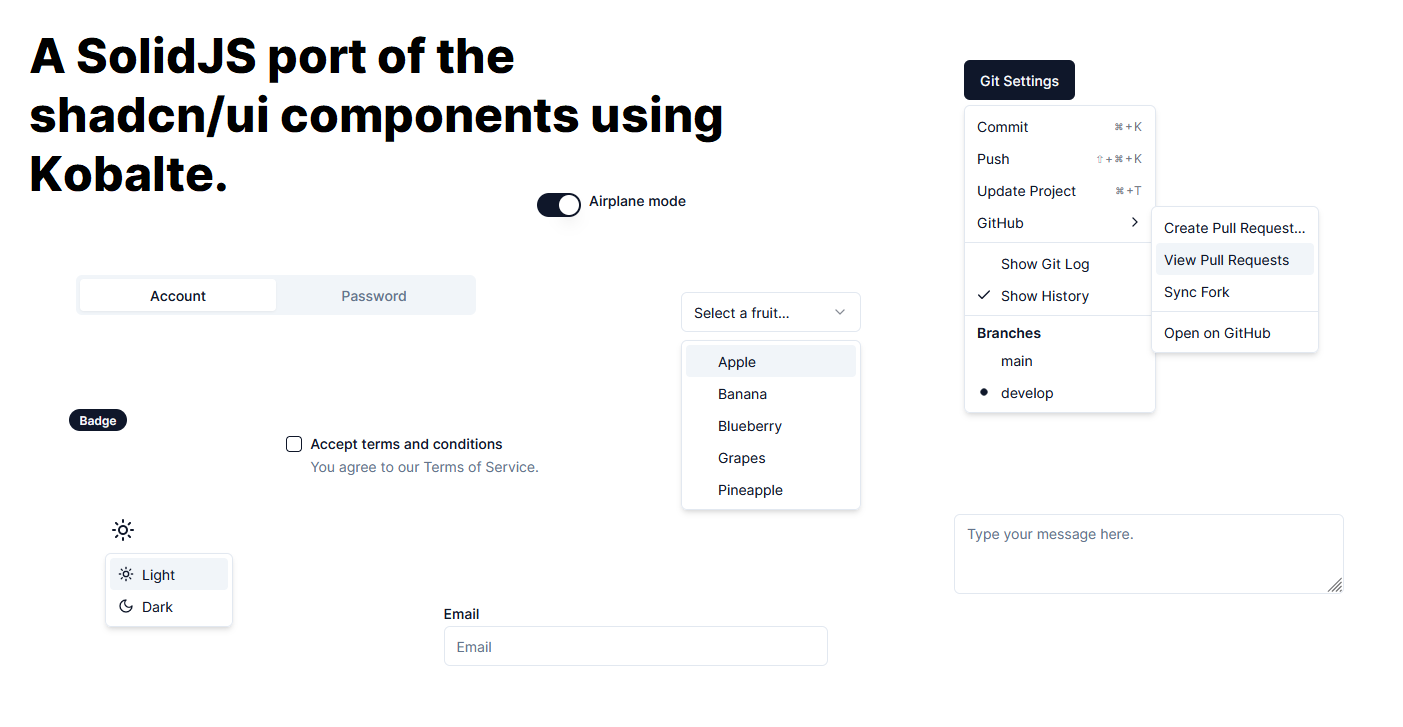 A SolidJS port of the
shadcn/ui components using
Kobalte.
Airplane mode
Git Settings
Commit ⌘+K
Push ⇧+⌘+K
Update Project ⌘+T
GitHub
Show Git Log
Show History
Branches
main
develop
Create Pull Request...
View Pull Requests
Sync Fork
Open on GitHub
Account Password
Select a fruit...
Apple
Banana
Blueberry
Grapes
Pineapple
Badge
Accept terms and conditions
You agree to our Terms of Service.
Light
Dark
Type your message here.
Email
Email